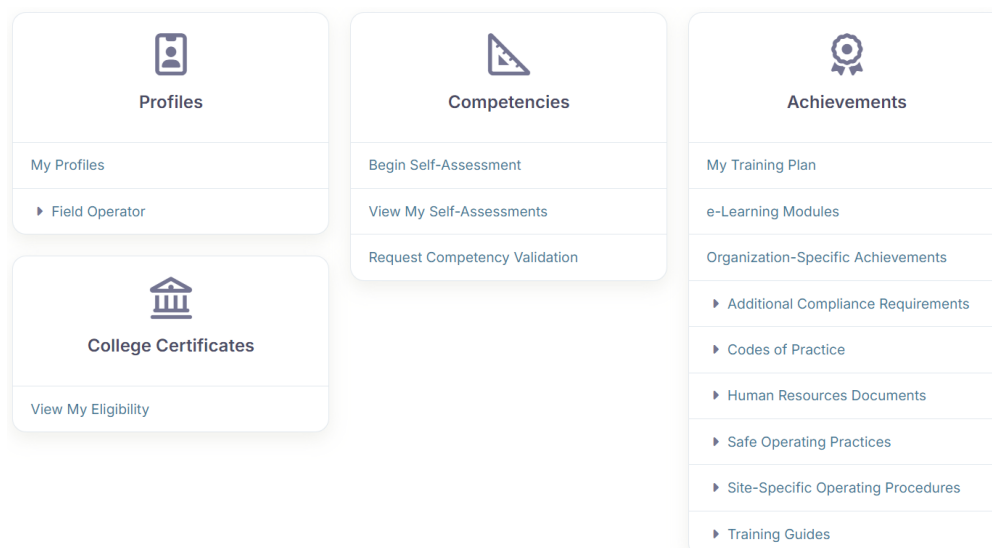 Profiles
My Profiles
Field Operator
College Certificates
View My Eligibility
Competencies
Begin Self-Assessment
View My Self-Assessments
Request Competency Validation
Achievements
My Training Plan
e-Learning Modules
Organization-Specific Achievements
Additional Compliance Requirements
Codes of Practice
Human Resources Documents
Safe Operating Practices
Site-Specific Operating Procedures
Training Guides